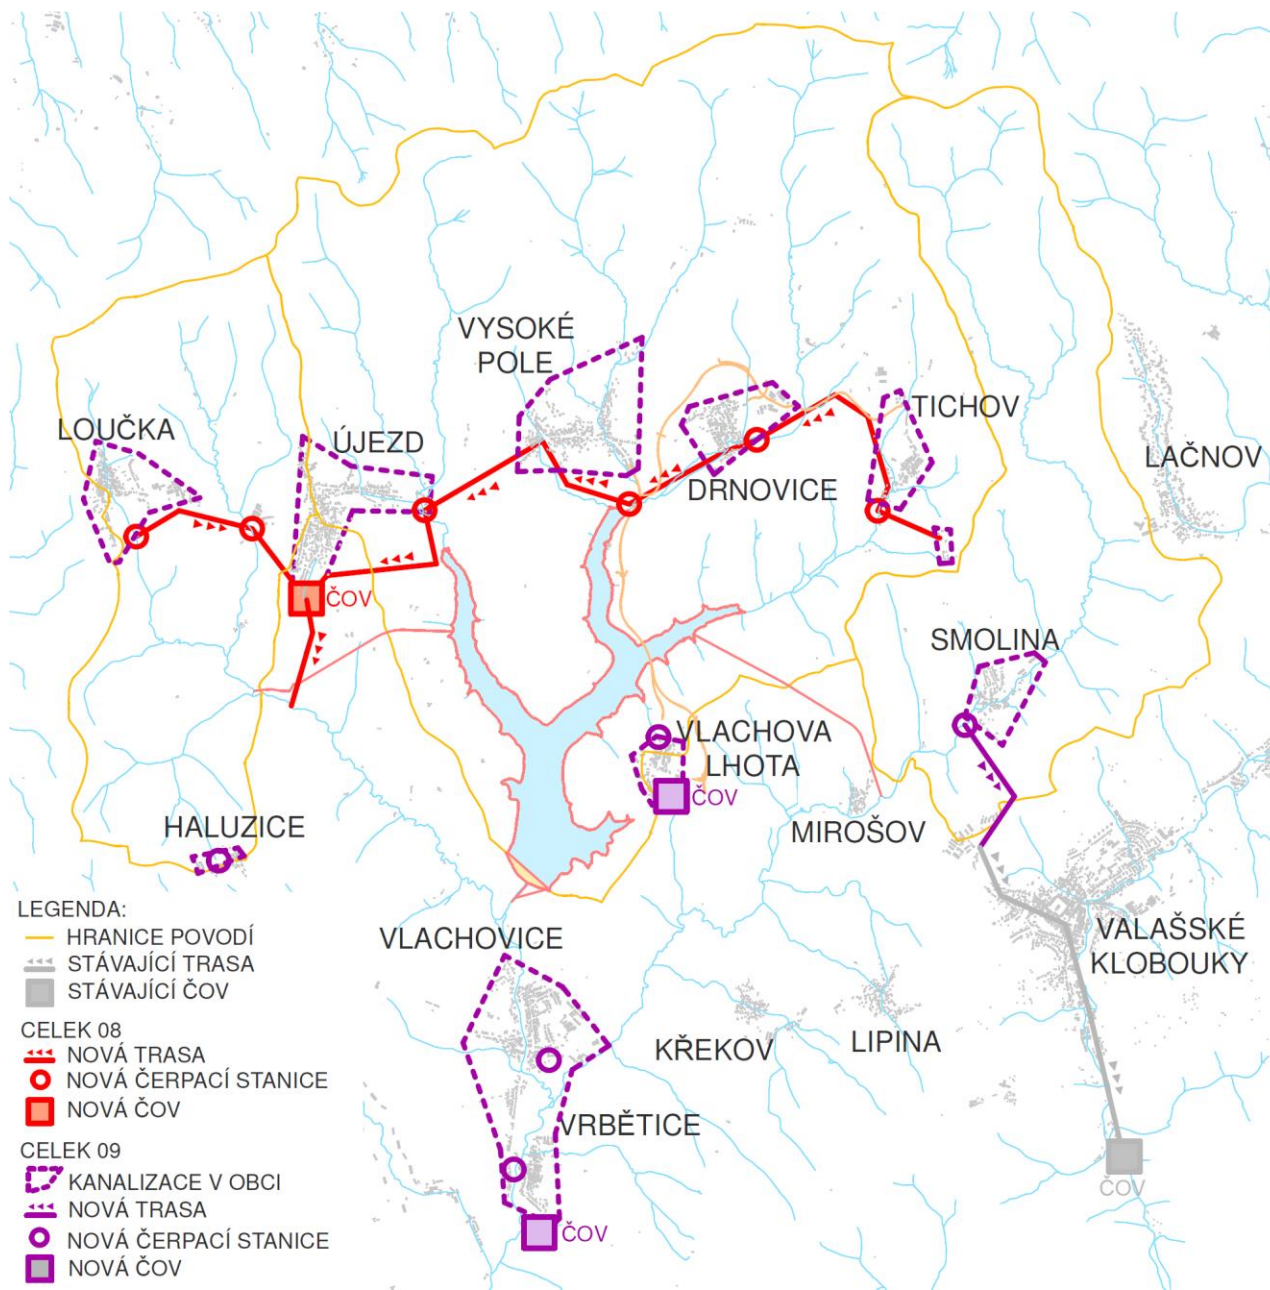 VYSOKÉ
POLE
LOUČKA
ÚJEZD
TICHOV
LAČNOV
DRNOVICE
ČOV
SMOLINA
VLACHOVA
LHOTA
ČOV
MIROŠOV
HALUZICE
VALAŠSKÉ
KLOBOUKY
VLACHOVICE
KŘEKOV
LIPINA
VRBĚTICE
ČOV
ČOV
LEGENDA:
HRANICE POVODÍ
STÁVAJÍCÍ TRASA
STÁVAJÍCÍ ČOV
CELEK 08
NOVÁ TRASA
NOVÁ ČERPACÍ STANICE
NOVÁ ČOV
CELEK 09
KANALIZACE V OBCI
NOVÁ TRASA
NOVÁ ČERPACÍ STANICE
NOVÁ ČOV